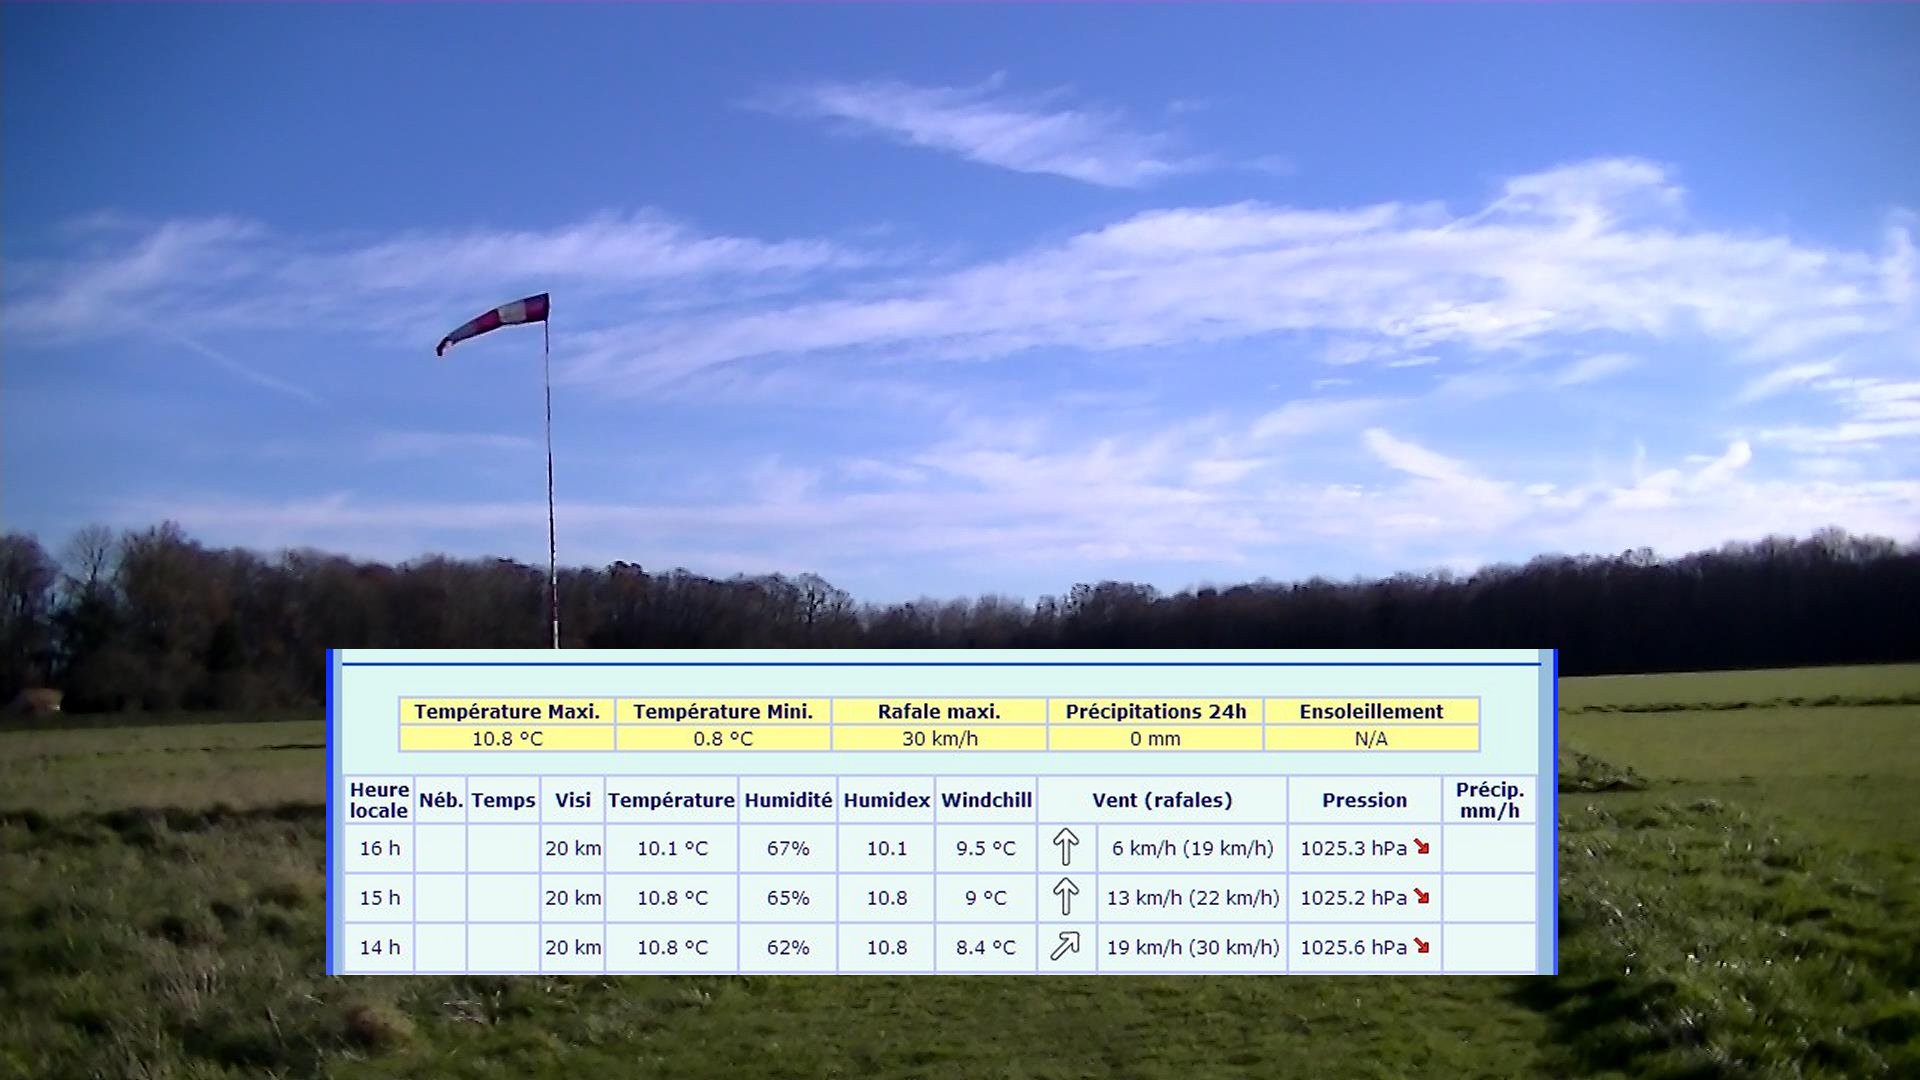 Température Maxi. Température Mini. Rafale maxi. Précipitations 24h Ensoleillement
10.8 °C 0.8 °C 30 km/h 0 mm N/A
Heure locale Néb. Temps Visi Température Humidité Humidex Windchill Vent (rafales) Pression Précip. mm/h
16 h 20 km 10.1 °C 67% 10.1 9.5 °C 6 km/h (19 km/h) 1025.3 hPa
15 h 20 km 10.8 °C 65% 10.8 9 °C 13 km/h (22 km/h) 1025.2 hPa
14 h 20 km 10.8 °C 62% 10.8 8.4 °C 19 km/h (30 km/h) 1025.6 hPa